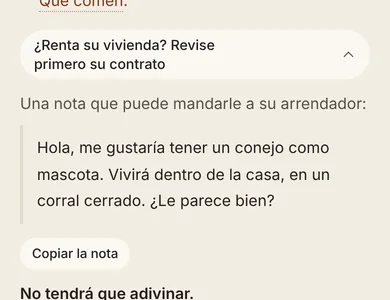 Qué comen.
¿Renta su vivienda? Revise
primero su contrato
Una nota que puede mandarle a su arrendador:
Hola, me gustaría tener un conejo como
mascota. Vivirá dentro de la casa, en un
corral cerrado. ¿Le parece bien?
Copiar la nota
No tendrá que adivinar.